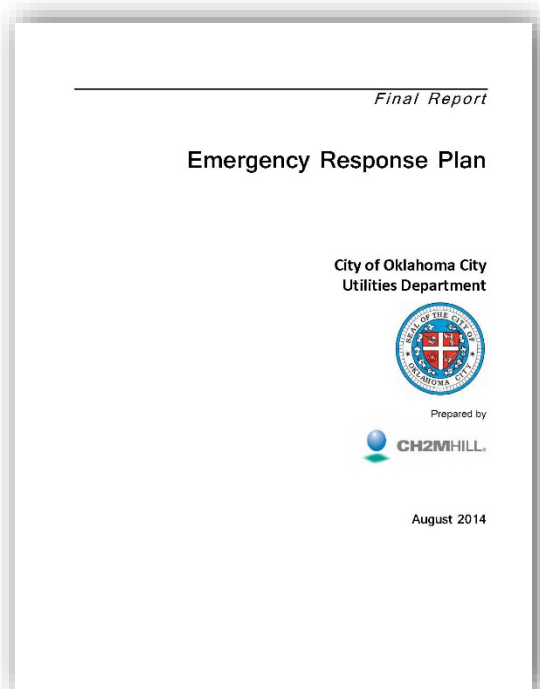 Final Report
Emergency Response Plan
City of Oklahoma City
Utilities Department
SEAL OF THE CITY OF
OKLAHOMA CITY
Prepared by
CH2MHILL®
August 2014